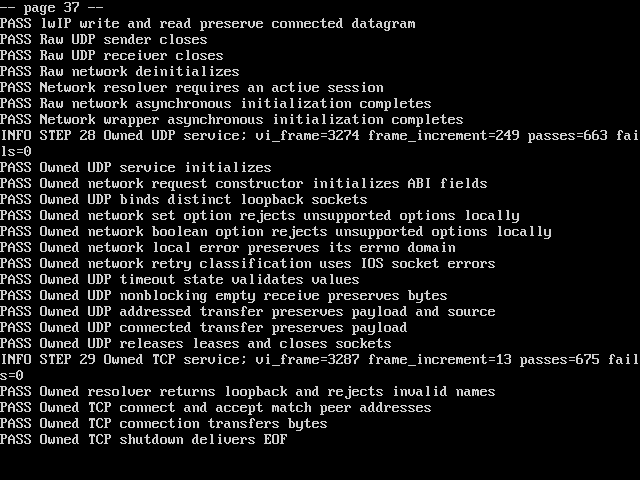 -- page 37 --
PASS lwIP write and read preserve connected datagram
PASS Raw UDP sender closes
PASS Raw UDP receiver closes
PASS Raw network deinitializes
PASS Network resolver requires an active session
PASS Raw network asynchronous initialization completes
PASS Network wrapper asynchronous initialization completes
INFO STEP 28 Owned UDP service; vi_frame=3274 frame_increment=249 passes=663 fai
ls=0
PASS Owned UDP service initializes
PASS Owned network request constructor initializes ABI fields
PASS Owned UDP binds distinct loopback sockets
PASS Owned network set option rejects unsupported options locally
PASS Owned network boolean option rejects unsupported options locally
PASS Owned network local error preserves its errno domain
PASS Owned network retry classification uses IOS socket errors
PASS Owned UDP timeout state validates values
PASS Owned UDP nonblocking empty receive preserves bytes
PASS Owned UDP addressed transfer preserves payload and source
PASS Owned UDP connected transfer preserves payload
PASS Owned UDP releases leases and closes sockets
INFO STEP 29 Owned TCP service; vi_frame=3287 frame_increment=13 passes=675 fail
s=0
PASS Owned resolver returns loopback and rejects invalid names
PASS Owned TCP connect and accept match peer addresses
PASS Owned TCP connection transfers bytes
PASS Owned TCP shutdown delivers EOF